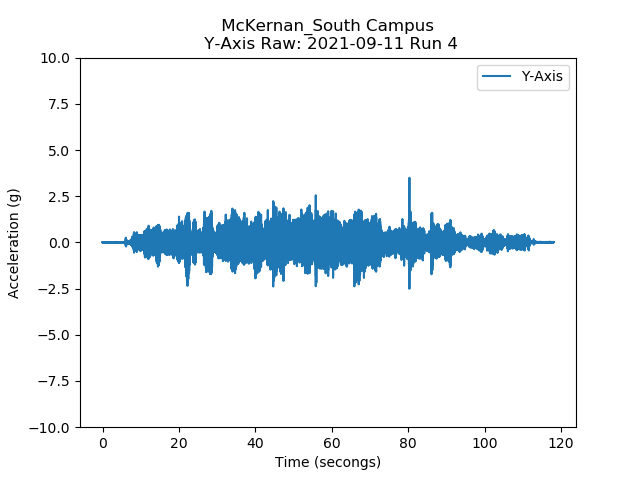 McKernan_South Campus
Y-Axis Raw: 2021-09-11 Run 4
Y-Axis
10.0
7.5
5.0
2.5
0.0
−2.5
−5.0
−7.5
−10.0
Acceleration (g)
0 20 40 60 80 100 120
Time (secongs)